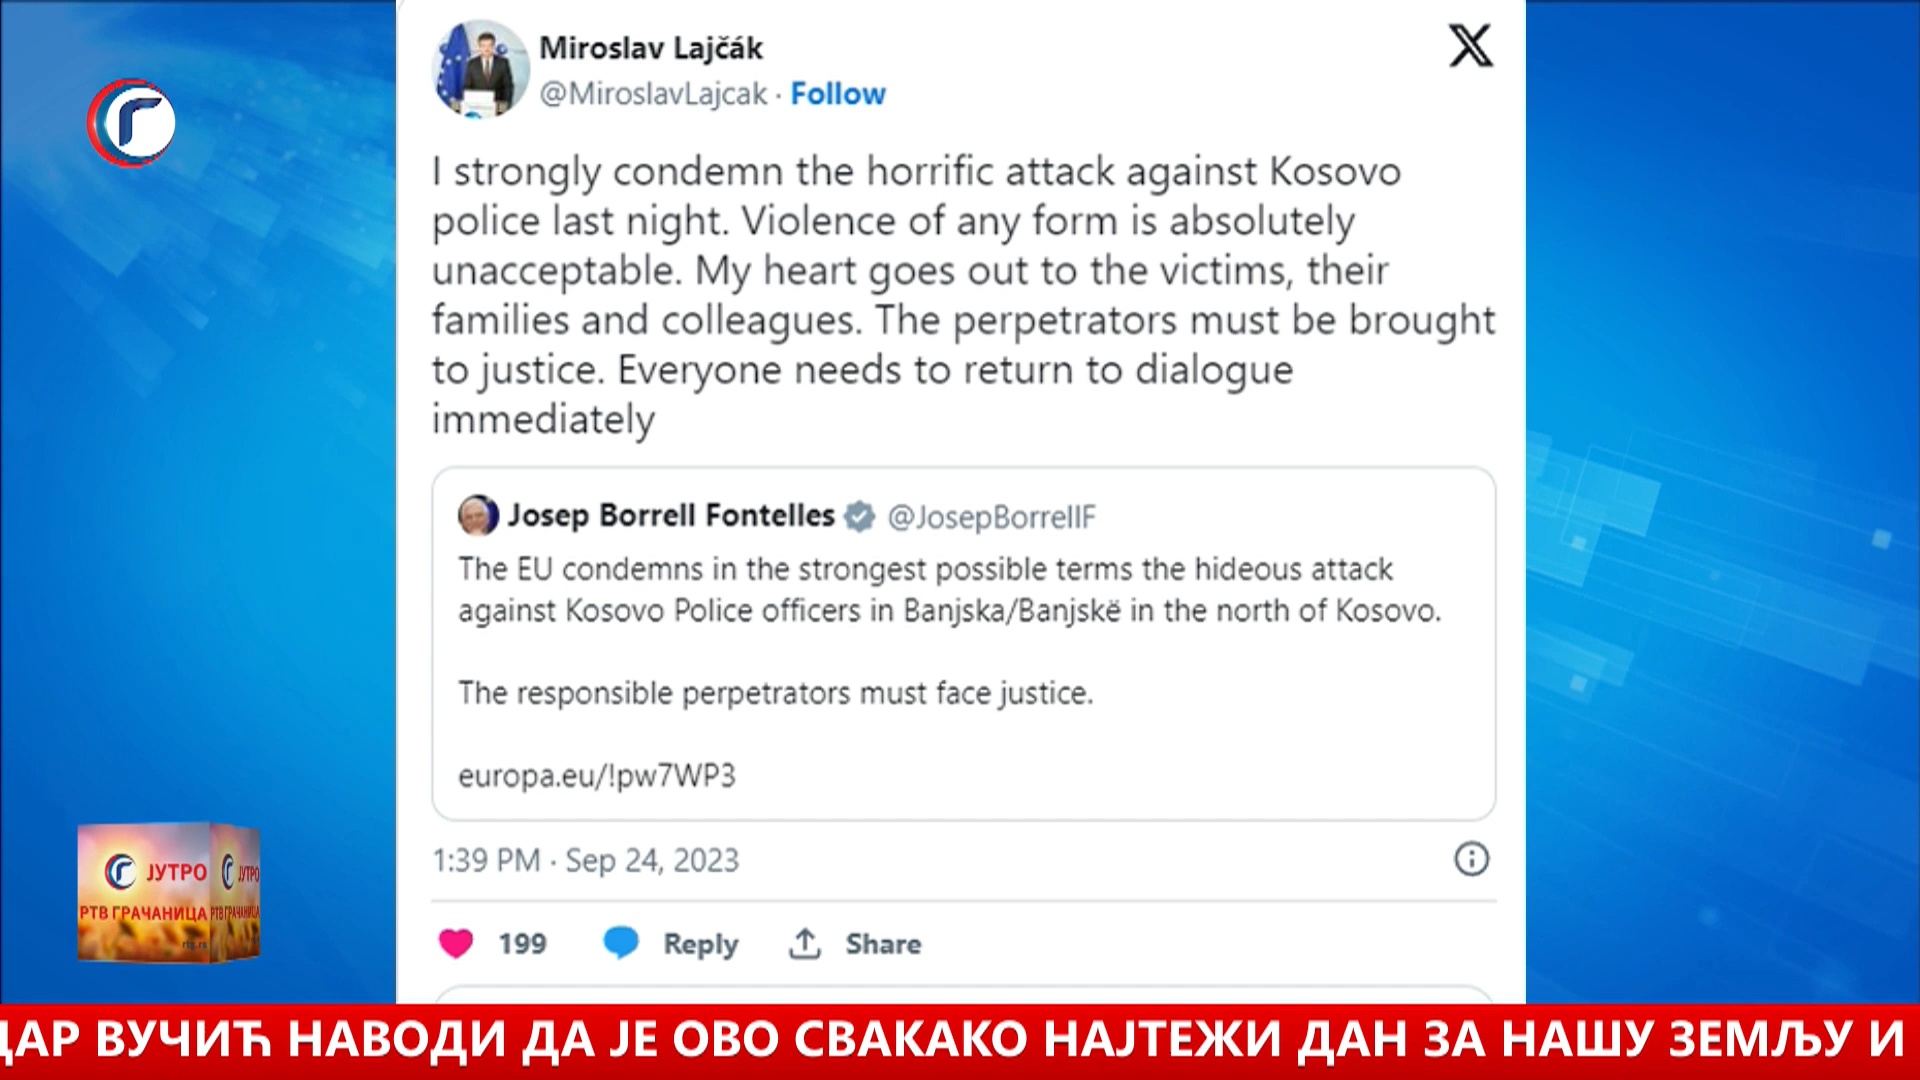 Miroslav Lajčák
@MiroslavLajcak · Follow
I strongly condemn the horrific attack against Kosovo
police last night. Violence of any form is absolutely
unacceptable. My heart goes out to the victims, their
families and colleagues. The perpetrators must be brought
to justice. Everyone needs to return to dialogue
immediately
Josep Borrell Fontelles @JosepBorrellF
The EU condemns in the strongest possible terms the hideous attack
against Kosovo Police officers in Banjska/Banjskë in the north of Kosovo.
The responsible perpetrators must face justice.
europa.eu/!pw7WP3
1:39 PM · Sep 24, 2023
199 Reply Share
ЈУТРО ЈУТРО
РТВ ГРАЧАНИЦА РТВ ГРАЧАНИЦА
rtg.rs
ДАР ВУЧИЋ НАВОДИ ДА ЈЕ ОВО СВАКАКО НАЈТЕЖИ ДАН ЗА НАШУ ЗЕМЉУ И